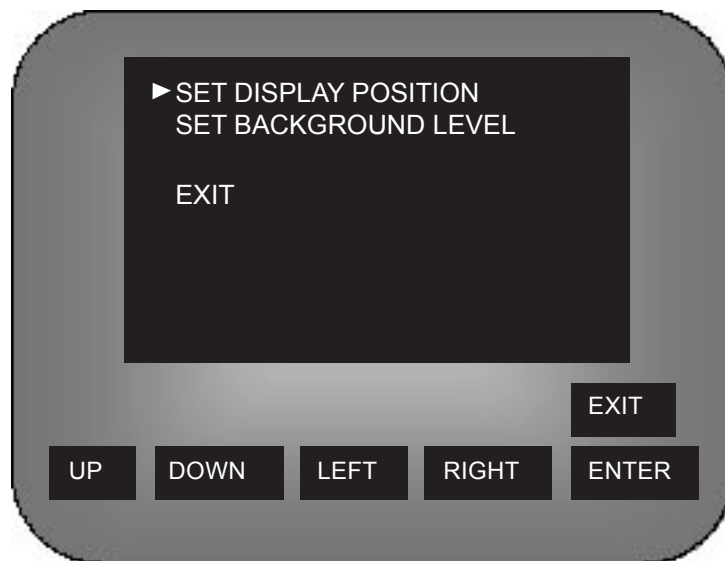 SET DISPLAY POSITION
SET BACKGROUND LEVEL
EXIT
EXIT
UP DOWN LEFT RIGHT ENTER